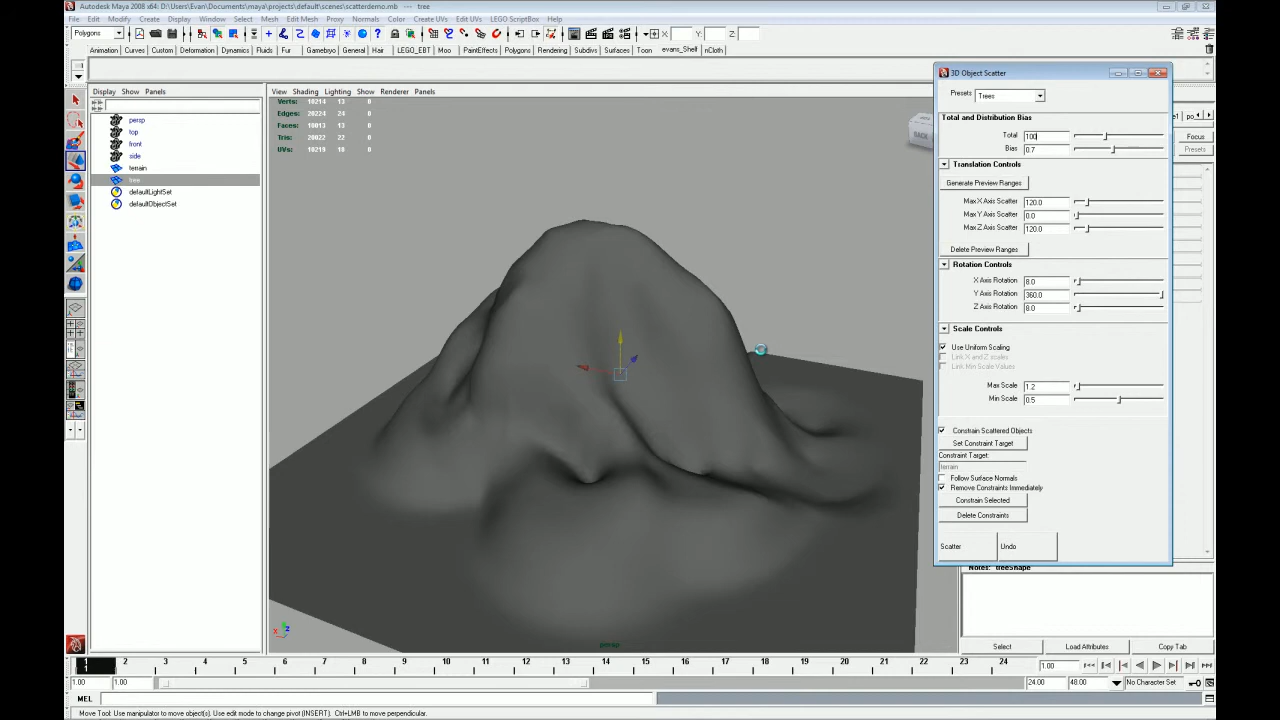 Autodesk Maya 2008 x64: D:\Users\Evan\Documents\maya\projects\default\scenes\scatterdemo.mb --- tree
File Edit Modify Create Display Window Select Mesh Edit Mesh Proxy Normals Color Create UVs Edit UVs LEGO ScriptBox Help
Polygons X: Y: Z:
Animation Curves Custom Deformation Dynamics Fluids Fur Gamebryo General Hair LEGO_EBT Moo PaintEffects Polygons Rendering Subdivs Surfaces Toon evans_Shelf nCloth
Display Show Panels
View Shading Lighting Show Renderer Panels
persp
top
front
side
terrain
tree
defaultLightSet
defaultObjectSet
Verts: 10214 13 0
Edges: 20224 24 0
Faces: 10013 13 0
Tris: 20022 22 0
UVs: 10219 18 0
BACK
persp
3D Object Scatter
Presets Trees
Total and Distribution Bias
Total 100
Bias 0.7
Translation Controls
Generate Preview Ranges
Max X Axis Scatter 120.0
Max Y Axis Scatter 0.0
Max Z Axis Scatter 120.0
Delete Preview Ranges
Rotation Controls
X Axis Rotation 8.0
Y Axis Rotation 360.0
Z Axis Rotation 8.0
Scale Controls
Use Uniform Scaling
Link X and Z scales
Link Min Scale Values
Max Scale 1.2
Min Scale 0.5
Constrain Scattered Objects
Set Constraint Target
Constraint Target:
terrain
Follow Surface Normals
Remove Constraints Immediately
Constrain Selected
Delete Constraints
Scatter Undo
Focus
Presets
Notes: treeShape
Select Load Attributes Copy Tab
1 2 3 4 5 6 7 8 9 10 11 12 13 14 15 16 17 18 19 20 21 22 23 24
1
1.00
1.00 1.00 24.00 48.00 No Character Set
MEL
Move Tool: Use manipulator to move object(s). Use edit mode to change pivot (INSERT). Ctrl+LMB to move perpendicular.